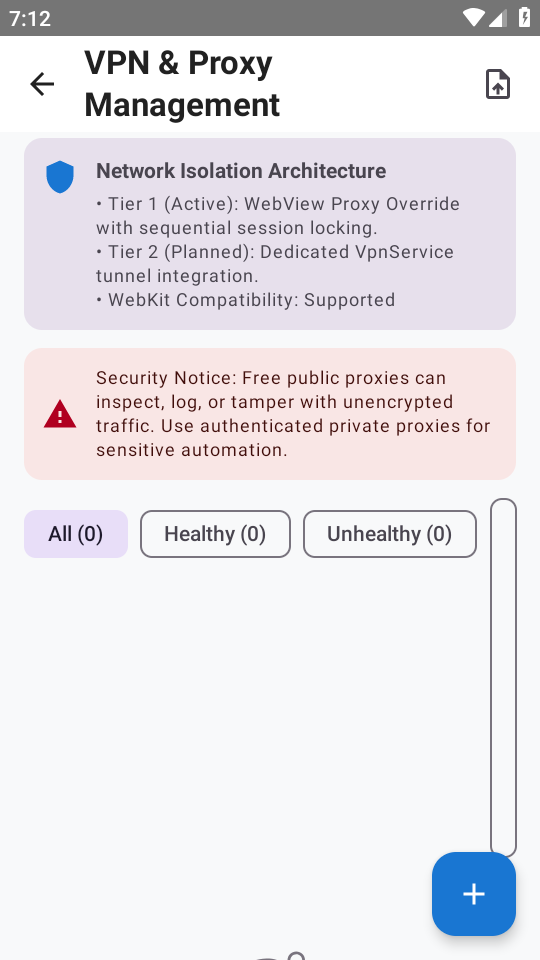 7:12
VPN & Proxy
Management
Network Isolation Architecture
• Tier 1 (Active): WebView Proxy Override
with sequential session locking.
• Tier 2 (Planned): Dedicated VpnService
tunnel integration.
• WebKit Compatibility: Supported
Security Notice: Free public proxies can
inspect, log, or tamper with unencrypted
traffic. Use authenticated private proxies for
sensitive automation.
All (0)
Healthy (0)
Unhealthy (0)